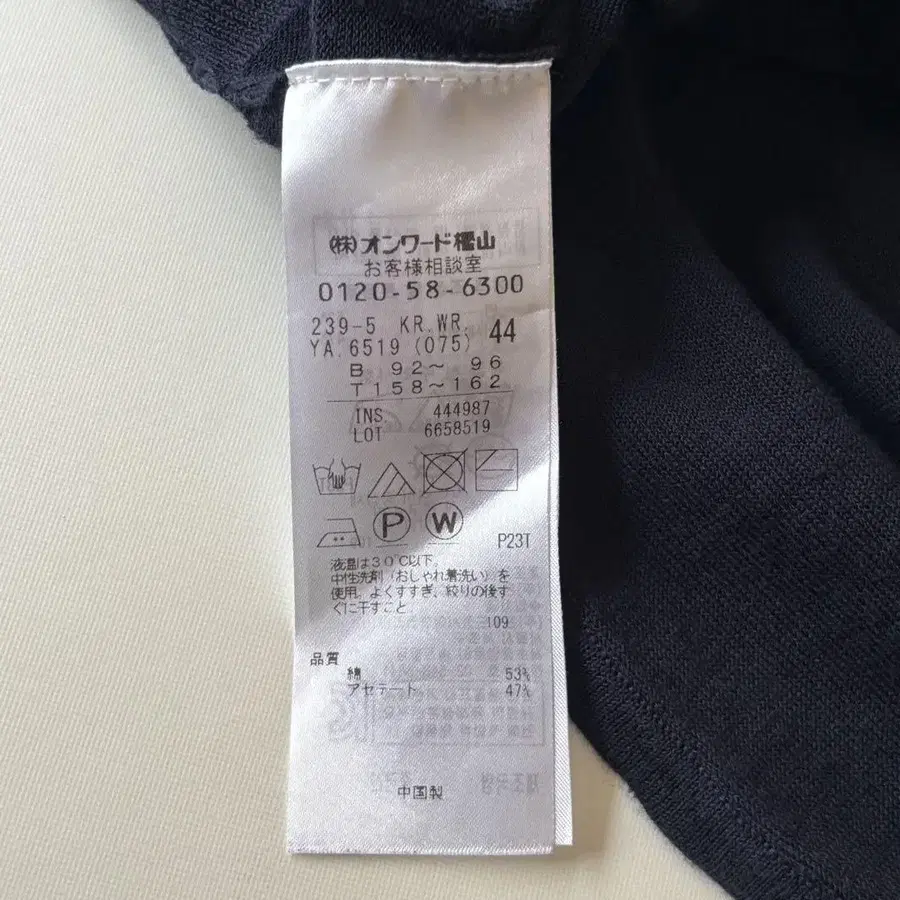 (株)オンワード樫山
お客様相談室
0120-58-6300
239-5 KR.WR.
YA.6519 (075) 44
B 92～ 96
T 158～162
INS. 444987
LOT 6658519
P W
P23T
液温は30℃以下。
中性洗剤(おしゃれ着洗い)を
使用。よくすすぎ、絞りの後す
ぐに干すこと。
109
品質
綿 53%
アセテート 47%
中国製